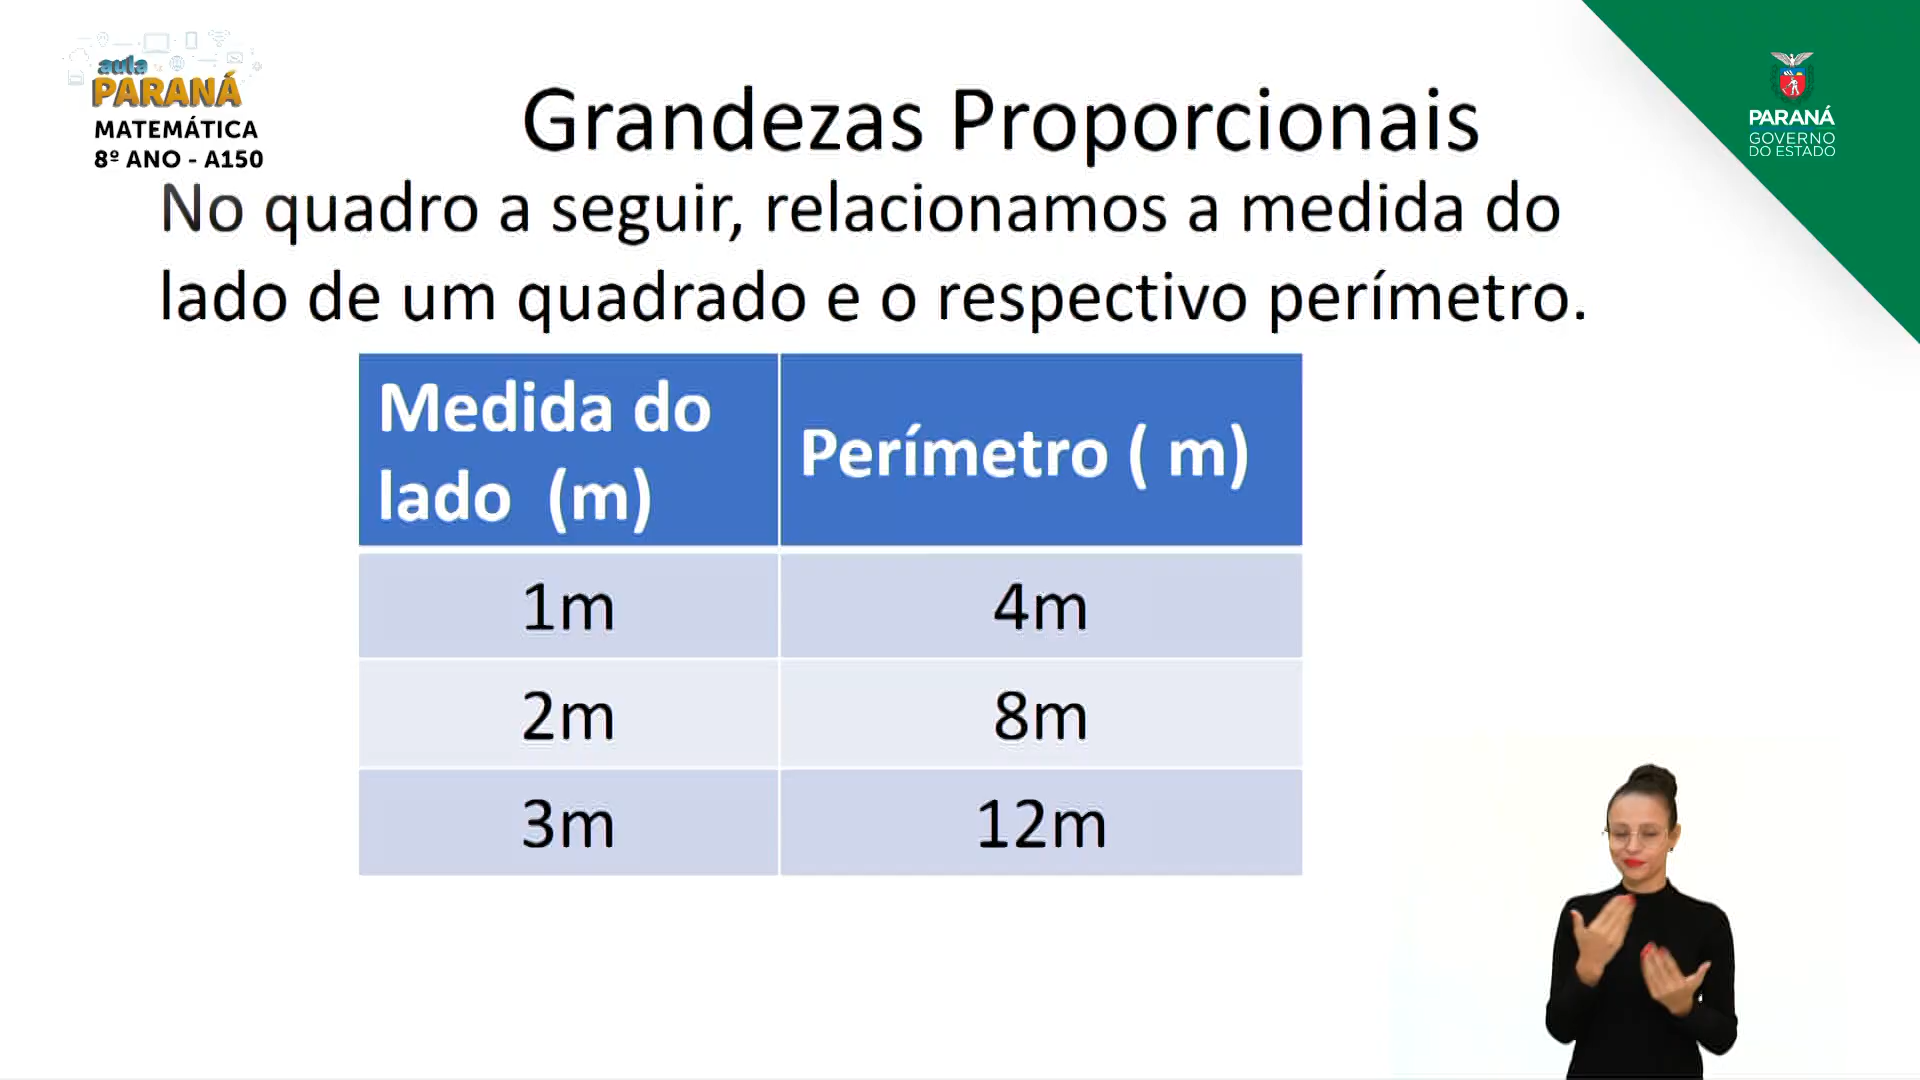 aula
PARANÁ
MATEMÁTICA
8º ANO - A150
Grandezas Proporcionais
PARANÁ
GOVERNO
DO ESTADO
No quadro a seguir, relacionamos a medida do
lado de um quadrado e o respectivo perímetro.
Medida do
lado (m)
Perímetro ( m)
1m
4m
2m
8m
3m
12m